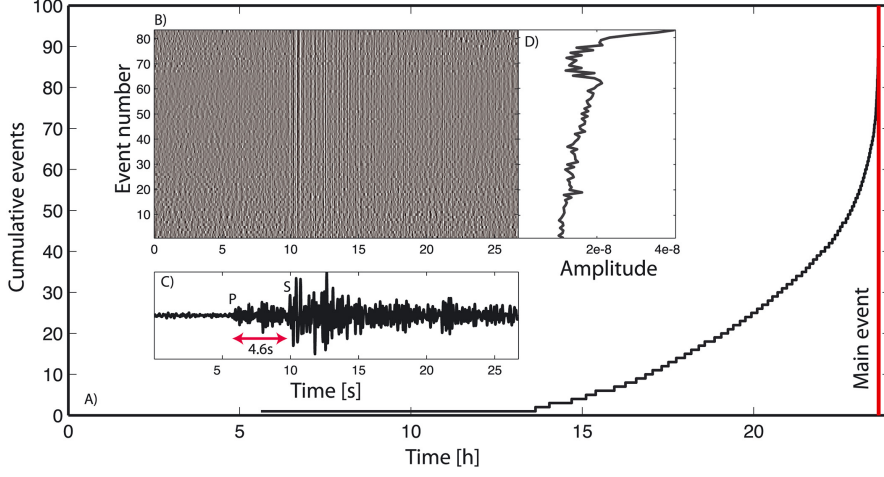 100
90
80
70
60
50
40
30
20
10
0
Cumulative events
A)
0 5 10 15 20
Time [h]
Main event
B)
80
70
60
50
40
30
20
10
Event number
0 5 10 15 20 25
D)
2e-8 4e-8
Amplitude
C)
P
S
4.6s
5 10 15 20 25
Time [s]